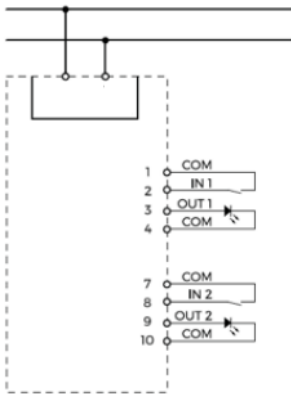 1 COM
2 IN 1
3 OUT 1
4 COM
7 COM
8 IN 2
9 OUT 2
10 COM